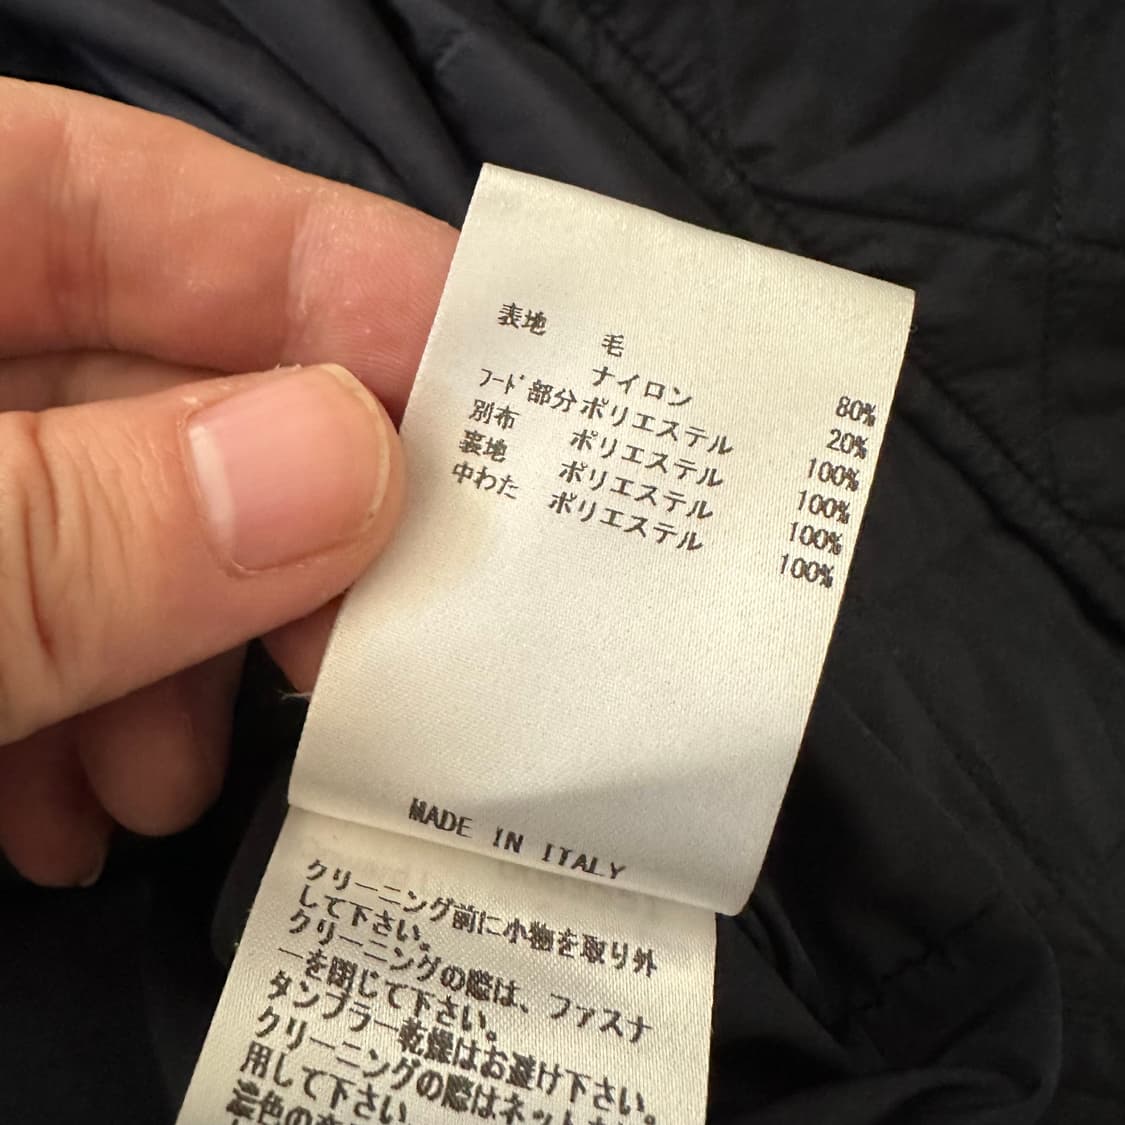 表地 毛 80%
ナイロン 20%
フード部分 ポリエステル 100%
別布 ポリエステル 100%
裏地 ポリエステル 100%
中わた ポリエステル 100%
MADE IN ITALY
クリーニング前に小物を取り外
して下さい。
クリーニングの際は、ファスナ
ーを閉じて下さい。
タンブラー乾燥はお避け下さい。
クリーニングの際はネット
用して下さい
濃色の